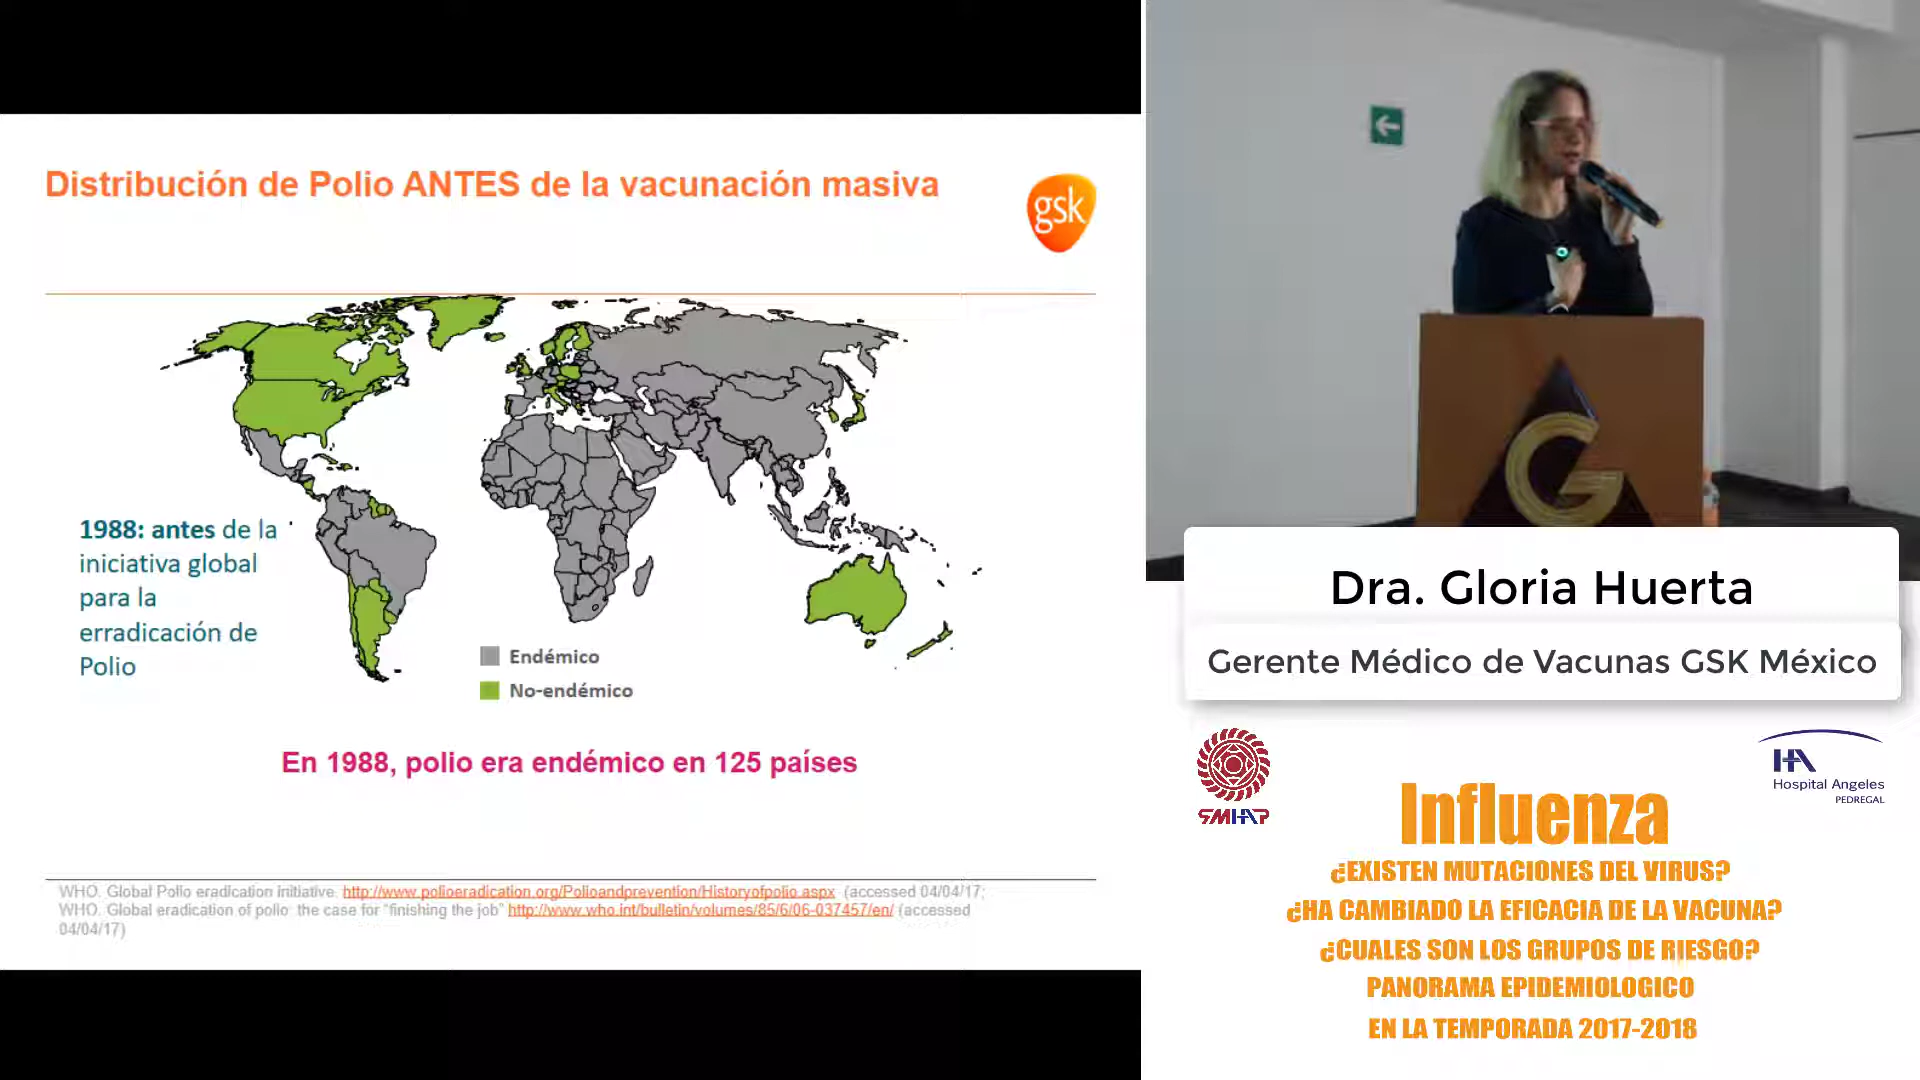 Distribución de Polio ANTES de la vacunación masiva
gsk
1988: antes de la
iniciativa global
para la
erradicación de
Polio
Endémico
No-endémico
En 1988, polio era endémico en 125 países
WHO. Global Polio eradication initiative. http://www.polioeradication.org/Polioandprevention/Historyofpolio.aspx (accessed 04/04/17;
WHO. Global eradication of polio: the case for "finishing the job" http://www.who.int/bulletin/volumes/85/6/06-037457/en/ (accessed
04/04/17)
G
Dra. Gloria Huerta
Gerente Médico de Vacunas GSK México
SMHAP
HA
Hospital Angeles
PEDREGAL
Influenza
¿EXISTEN MUTACIONES DEL VIRUS?
¿HA CAMBIADO LA EFICACIA DE LA VACUNA?
¿CUALES SON LOS GRUPOS DE RIESGO?
PANORAMA EPIDEMIOLOGICO
EN LA TEMPORADA 2017-2018